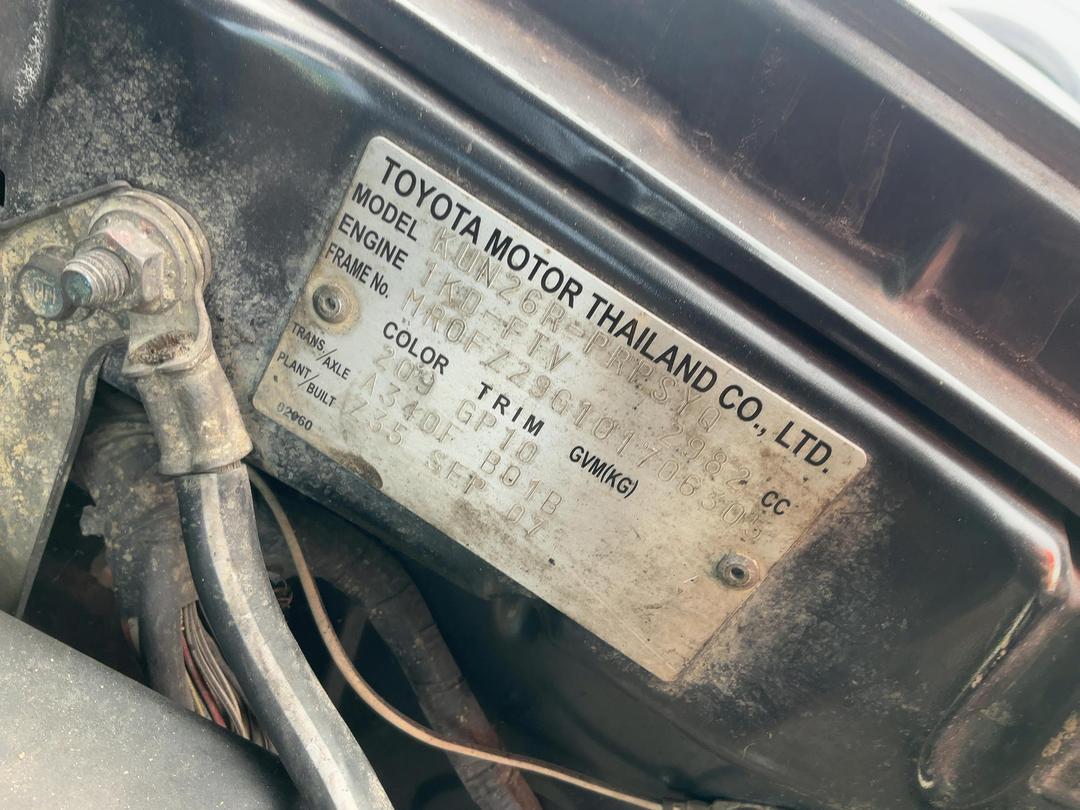 TOYOTA MOTOR THAILAND CO., LTD.
MODEL KUN26R-PRPSYQ
ENGINE 1KD-FTV 2982 CC
FRAME No. MR0FZ29G101706305
COLOR TRIM GVM(KG)
209 GP10
TRANS/AXLE A340F B01B
PLANT/BUILT Z35 SEP 07
02060